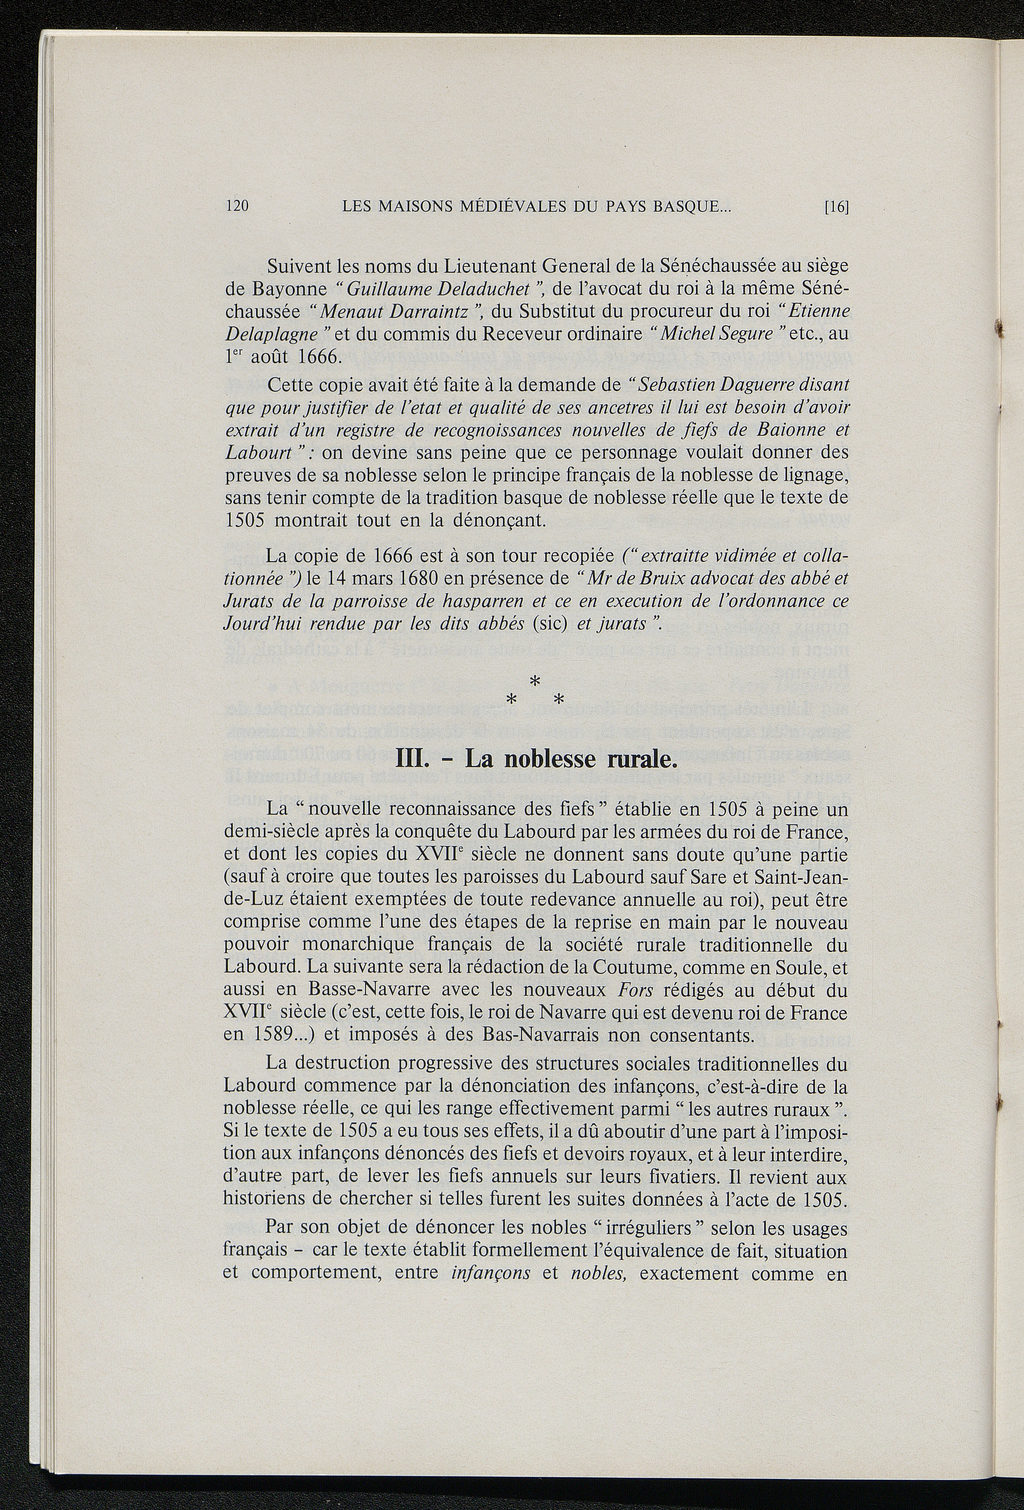 120 LES MAISONS MÉDIÉVALES DU PAYS BASQUE... [16]
Suivent les noms du Lieutenant General de la Sénéchaussée au siège
de Bayonne “ Guillaume Deladuchet ”, de l’avocat du roi à la même Séné-
chaussée “ Menaut Darraintz ”, du Substitut du procureur du roi “ Etienne
Delaplagne ” et du commis du Receveur ordinaire “ Michel Segure ” etc., au
1er août 1666.
Cette copie avait été faite à la demande de “ Sebastien Daguerre disant
que pour justifier de l’etat et qualité de ses ancetres il lui est besoin d’avoir
extrait d’un registre de recognoissances nouvelles de fiefs de Baionne et
Labourt ” : on devine sans peine que ce personnage voulait donner des
preuves de sa noblesse selon le principe français de la noblesse de lignage,
sans tenir compte de la tradition basque de noblesse réelle que le texte de
1505 montrait tout en la dénonçant.
La copie de 1666 est à son tour recopiée (“ extraitte vidimée et colla-
tionnée ”) le 14 mars 1680 en présence de “ Mr de Bruix advocat des abbé et
Jurats de la parroisse de hasparren et ce en execution de l’ordonnance ce
Jourd’hui rendue par les dits abbés (sic) et jurats ”.
*
* *
III. – La noblesse rurale.
La “ nouvelle reconnaissance des fiefs ” établie en 1505 à peine un
demi-siècle après la conquête du Labourd par les armées du roi de France,
et dont les copies du XVIIe siècle ne donnent sans doute qu’une partie
(sauf à croire que toutes les paroisses du Labourd sauf Sare et Saint-Jean-
de-Luz étaient exemptées de toute redevance annuelle au roi), peut être
comprise comme l’une des étapes de la reprise en main par le nouveau
pouvoir monarchique français de la société rurale traditionnelle du
Labourd. La suivante sera la rédaction de la Coutume, comme en Soule, et
aussi en Basse-Navarre avec les nouveaux Fors rédigés au début du
XVIIe siècle (c’est, cette fois, le roi de Navarre qui est devenu roi de France
en 1589...) et imposés à des Bas-Navarrais non consentants.
La destruction progressive des structures sociales traditionnelles du
Labourd commence par la dénonciation des infançons, c’est-à-dire de la
noblesse réelle, ce qui les range effectivement parmi “ les autres ruraux ”.
Si le texte de 1505 a eu tous ses effets, il a dû aboutir d’une part à l’imposi-
tion aux infançons dénoncés des fiefs et devoirs royaux, et à leur interdire,
d’autre part, de lever les fiefs annuels sur leurs fivatiers. Il revient aux
historiens de chercher si telles furent les suites données à l’acte de 1505.
Par son objet de dénoncer les nobles “ irréguliers ” selon les usages
français – car le texte établit formellement l’équivalence de fait, situation
et comportement, entre infançons et nobles, exactement comme en